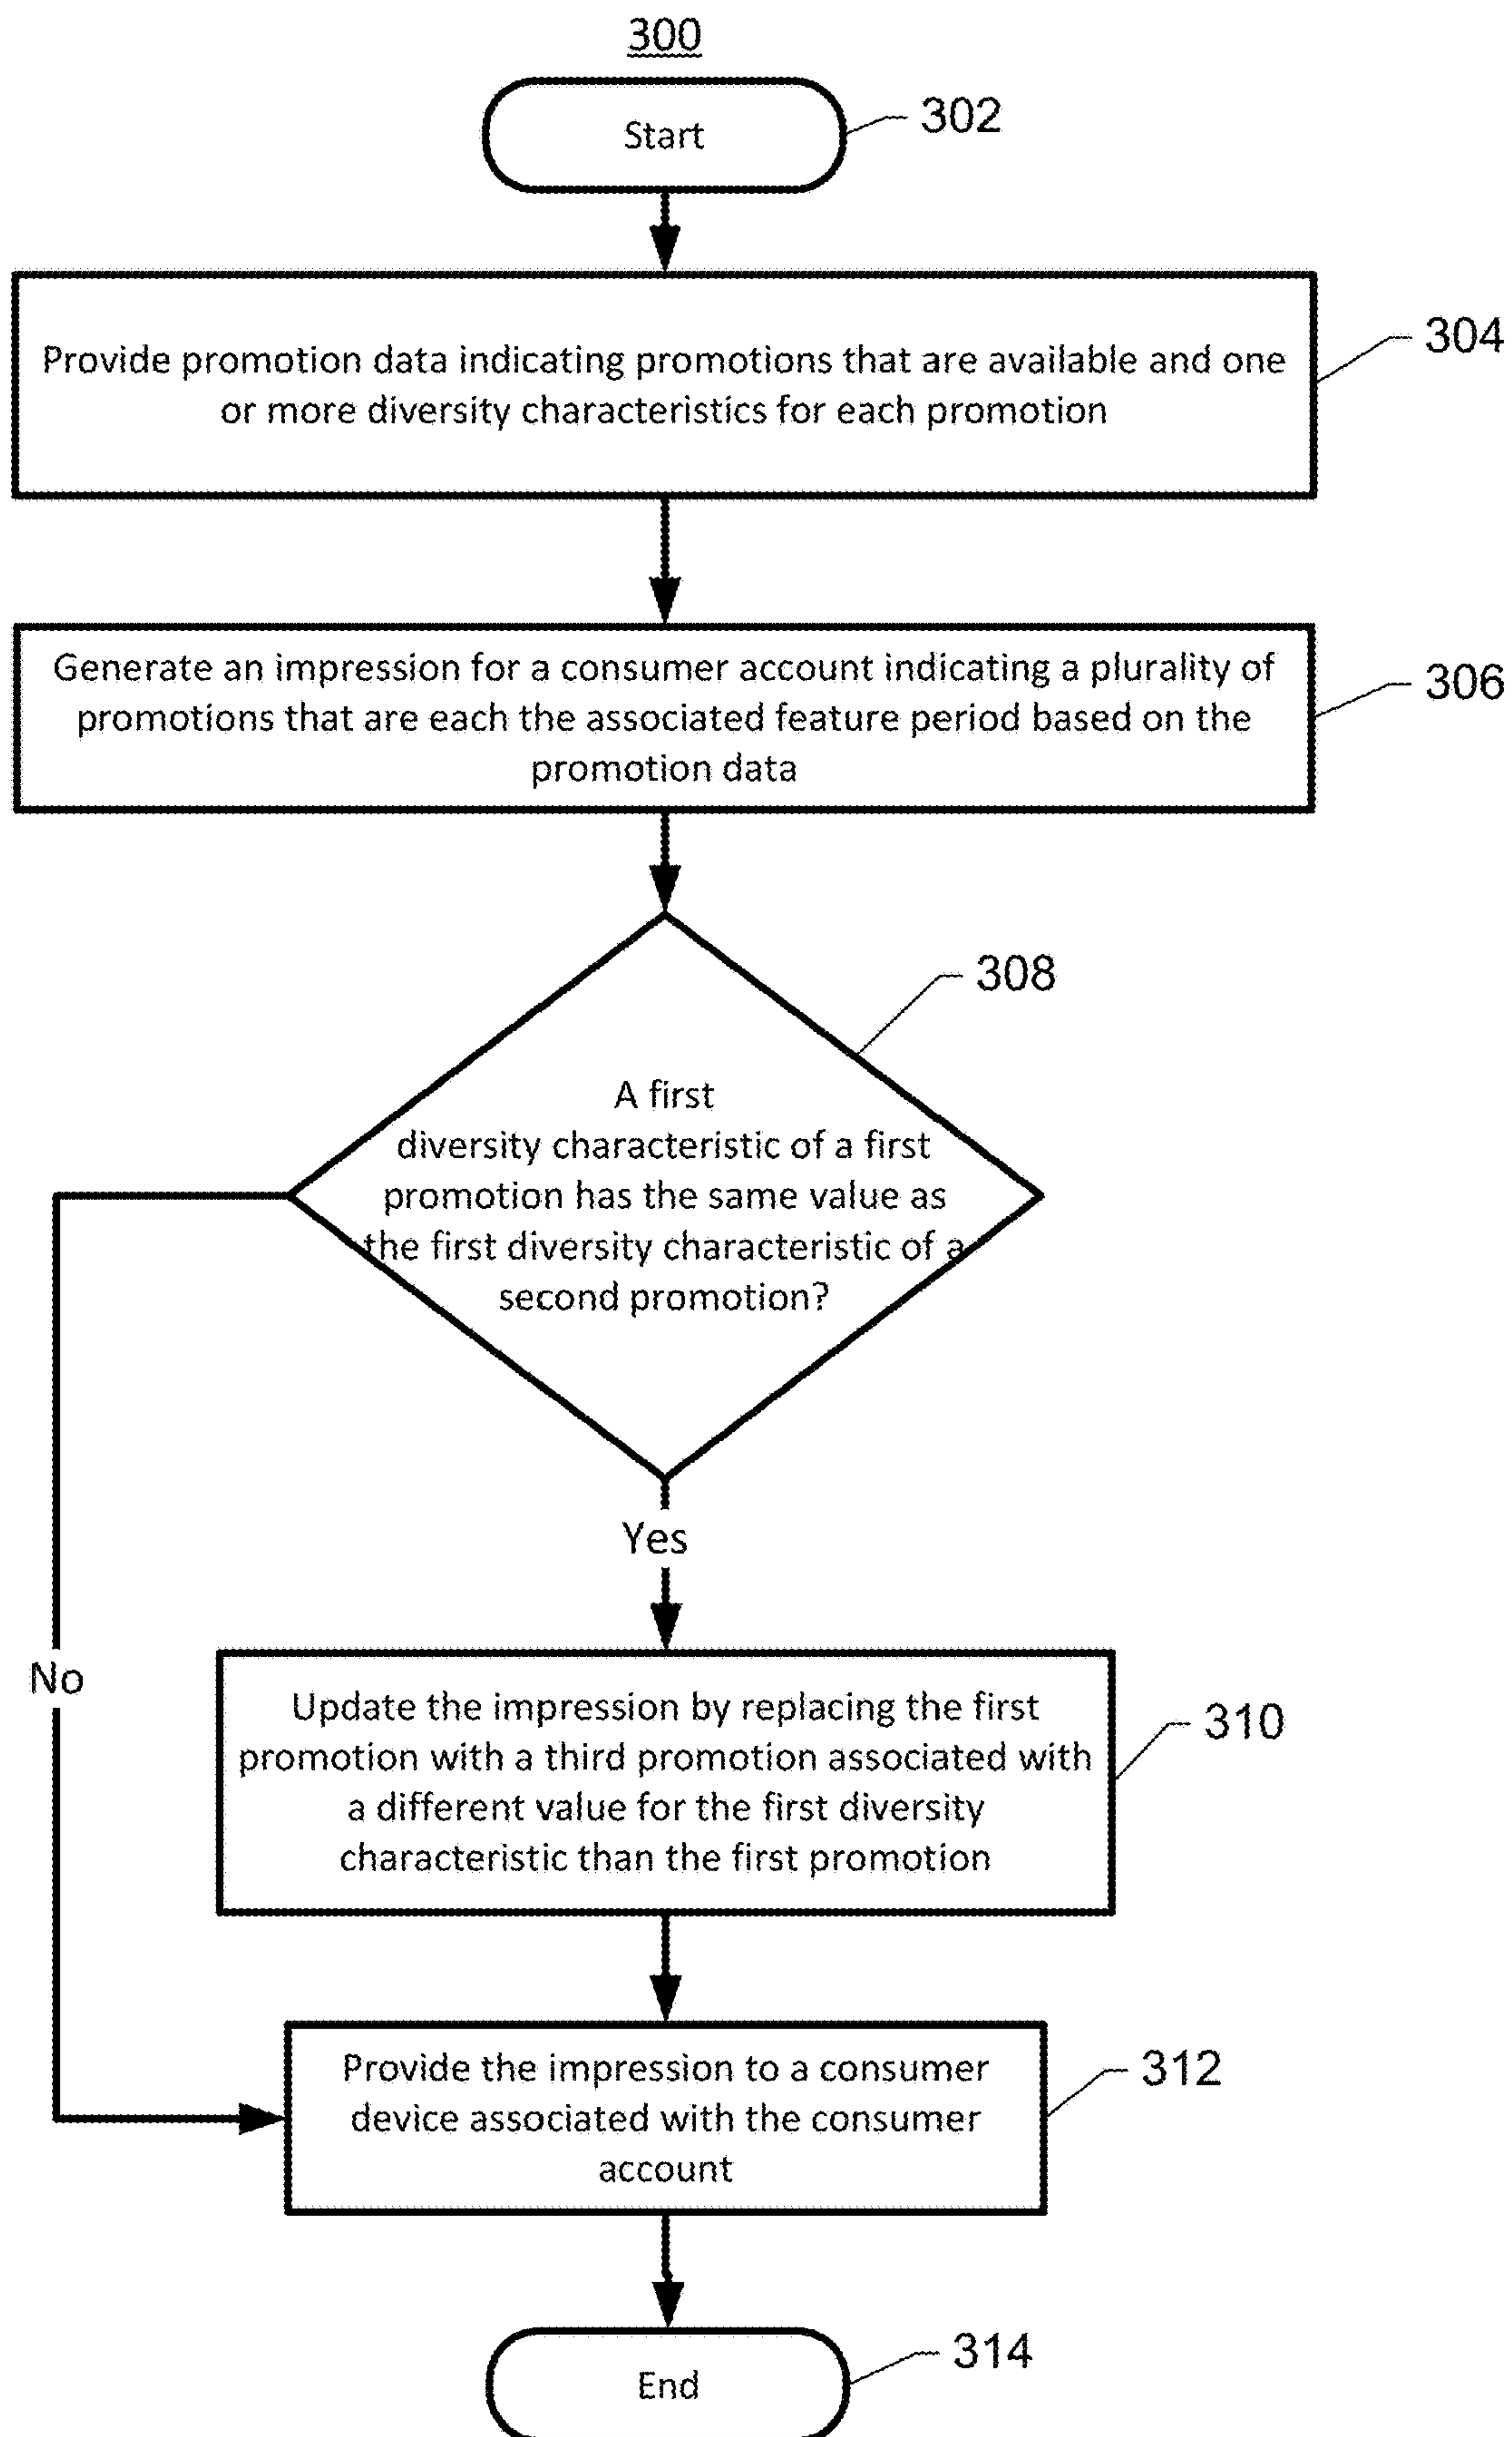 300
Start
302
Provide promotion data indicating promotions that are available and one
or more diversity characteristics for each promotion
304
Generate an impression for a consumer account indicating a plurality of
promotions that are each the associated feature period based on the
promotion data
306
308
A first
diversity characteristic of a first
promotion has the same value as
the first diversity characteristic of a
second promotion?
Yes
No
Update the impression by replacing the first
promotion with a third promotion associated with
a different value for the first diversity
characteristic than the first promotion
310
Provide the impression to a consumer
device associated with the consumer
account
312
End
314